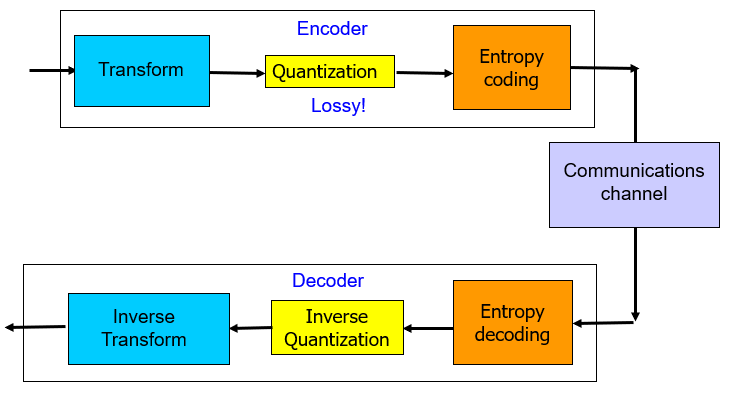 Encoder
Transform
Quantization
Entropy
coding
Lossy!
Communications
channel
Decoder
Inverse
Transform
Inverse
Quantization
Entropy
decoding